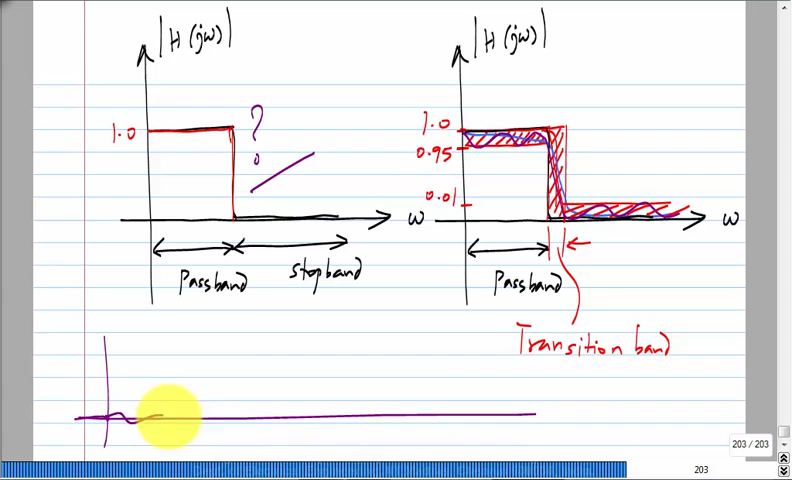 |H(jω)|
1.0
?
ω
Passband
stopband
|H(jω)|
1.0
0.95
0.01
ω
Passband
Transition band
203 / 203
203